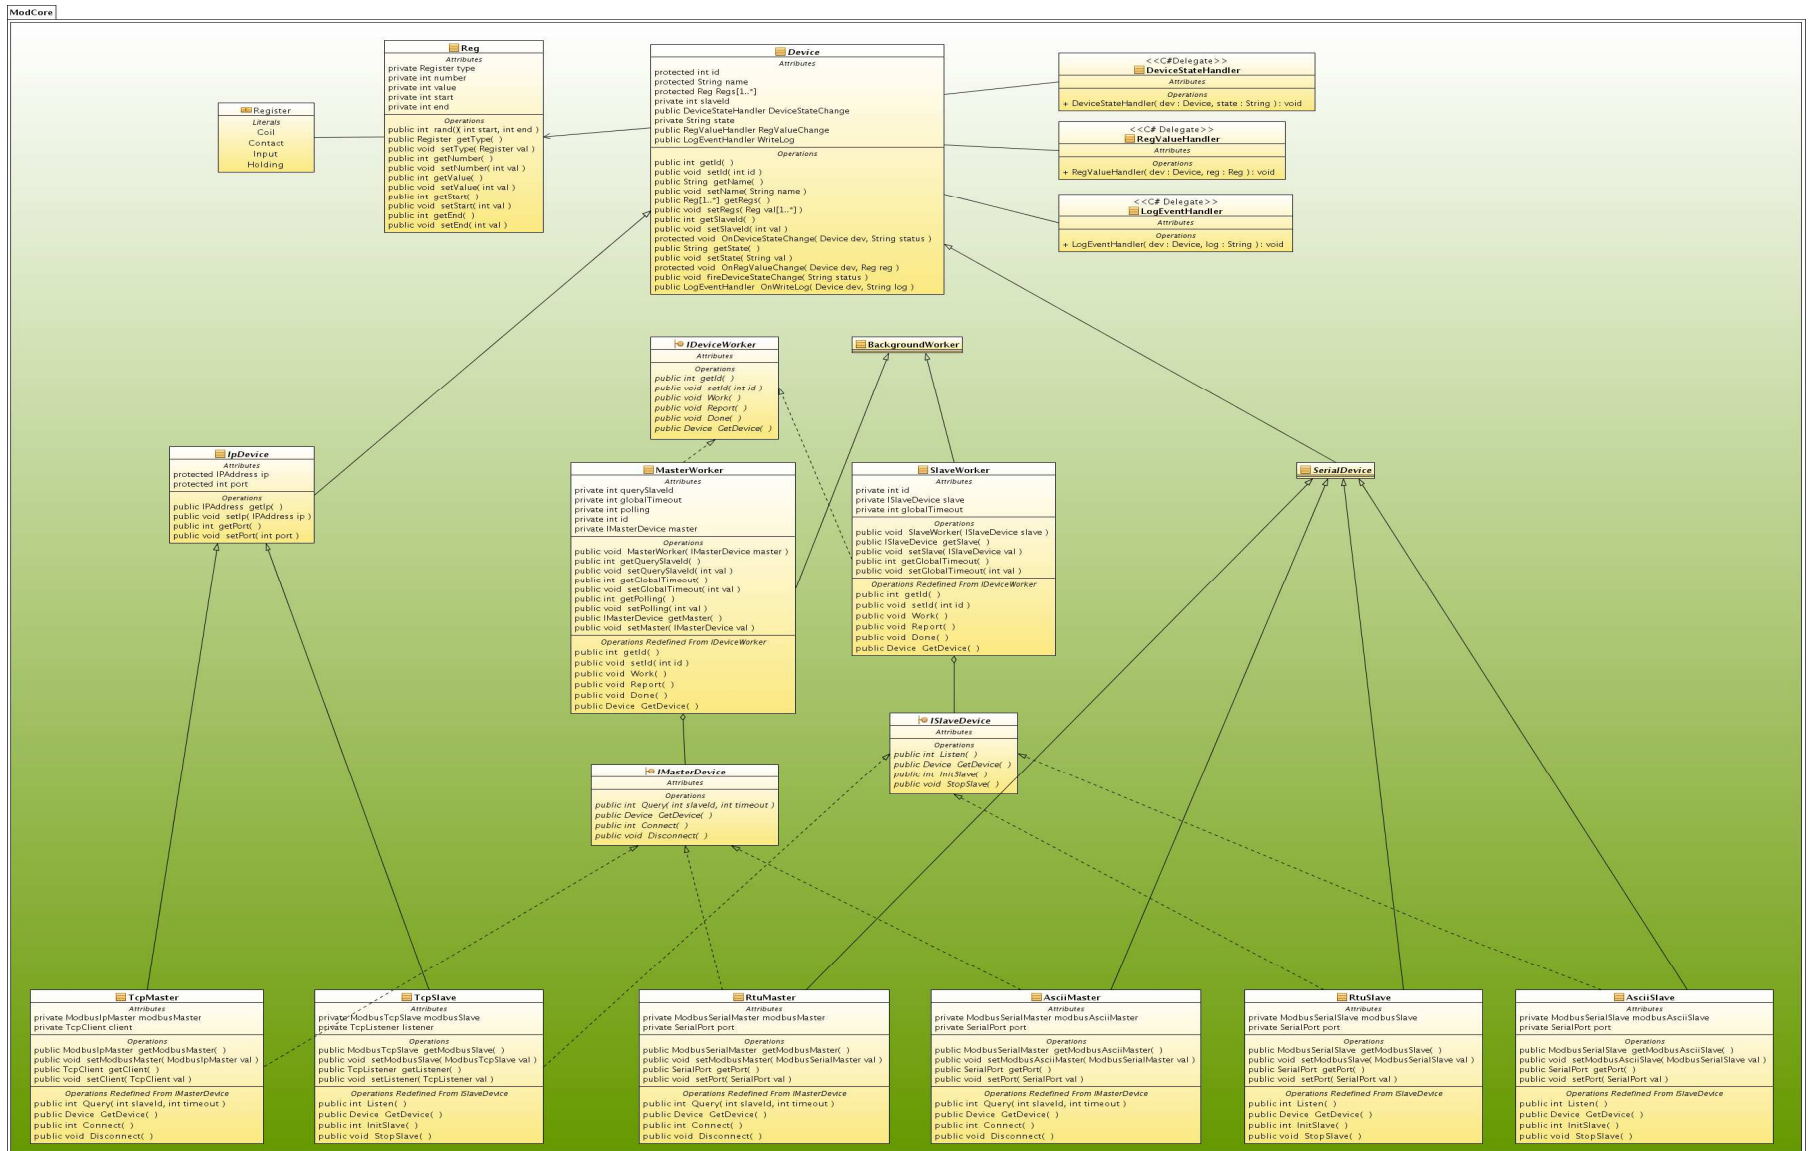 ModCore
Reg
Attributes
private Register type
private int number
private int value
private int start
private int end
Operations
public int rand()( int start, int end )
public Register getType( )
public void setType( Register val )
public int getNumber( )
public void setNumber( int val )
public int getValue( )
public void setValue( int val )
public int getStart( )
public void setStart( int val )
public int getEnd( )
public void setEnd( int val )
Register
Literals
Coil
Contact
Input
Holding
Device
Attributes
protected int id
protected String name
protected Reg Regs[1..*]
private int slaveId
public DeviceStateHandler DeviceStateChange
private String state
public RegValueHandler RegValueChange
public LogEventHandler WriteLog
Operations
public int getId( )
public void setId( int id )
public String getName( )
public void setName( String name )
public Reg[1..*] getRegs( )
public void setRegs( Reg val[1..*] )
public int getSlaveId( )
public void setSlaveId( int val )
protected void OnDeviceStateChange( Device dev, String status )
public String getState( )
public void setState( String val )
protected void OnRegValueChange( Device dev, Reg reg )
public void fireDeviceStateChange( String status )
public LogEventHandler OnWriteLog( Device dev, String log )
<<C#Delegate>>
DeviceStateHandler
Attributes
Operations
+ DeviceStateHandler( dev : Device, state : String ) : void
<<C# Delegate>>
RegValueHandler
Attributes
Operations
+ RegValueHandler( dev : Device, reg : Reg ) : void
<<C# Delegate>>
LogEventHandler
Attributes
Operations
+ LogEventHandler( dev : Device, log : String ) : void
IDeviceWorker
Attributes
Operations
public int getId( )
public void setId( int id )
public void Work( )
public void Report( )
public void Done( )
public Device GetDevice( )
BackgroundWorker
IpDevice
Attributes
protected IPAddress ip
protected int port
Operations
public IPAddress getIp( )
public void setIp( IPAddress ip )
public int getPort( )
public void setPort( int port )
MasterWorker
Attributes
private int querySlaveId
private int globalTimeout
private int polling
private int id
private IMasterDevice master
Operations
public void MasterWorker( IMasterDevice master )
public int getQuerySlaveId( )
public void setQuerySlaveId( int val )
public int getGlobalTimeout( )
public void setGlobalTimeout( int val )
public int getPolling( )
public void setPolling( int val )
public IMasterDevice getMaster( )
public void setMaster( IMasterDevice val )
Operations Redefined From IDeviceWorker
public int getId( )
public void setId( int id )
public void Work( )
public void Report( )
public void Done( )
public Device GetDevice( )
SlaveWorker
Attributes
private int id
private ISlaveDevice slave
private int globalTimeout
Operations
public void SlaveWorker( ISlaveDevice slave )
public ISlaveDevice getSlave( )
public void setSlave( ISlaveDevice val )
public int getGlobalTimeout( )
public void setGlobalTimeout( int val )
Operations Redefined From IDeviceWorker
public int getId( )
public void setId( int id )
public void Work( )
public void Report( )
public void Done( )
public Device GetDevice( )
SerialDevice
ISlaveDevice
Attributes
Operations
public int Listen( )
public Device GetDevice( )
public int InitSlave( )
public void StopSlave( )
IMasterDevice
Attributes
Operations
public int Query( int slaveId, int timeout )
public Device GetDevice( )
public int Connect( )
public void Disconnect( )
TcpMaster
Attributes
private ModbusIpMaster modbusMaster
private TcpClient client
Operations
public ModbusIpMaster getModbusMaster( )
public void setModbusMaster( ModbusIpMaster val )
public TcpClient getClient( )
public void setClient( TcpClient val )
Operations Redefined From IMasterDevice
public int Query( int slaveId, int timeout )
public Device GetDevice( )
public int Connect( )
public void Disconnect( )
TcpSlave
Attributes
private ModbusTcpSlave modbusSlave
private TcpListener listener
Operations
public ModbusTcpSlave getModbusSlave( )
public void setModbusSlave( ModbusTcpSlave val )
public TcpListener getListener( )
public void setListener( TcpListener val )
Operations Redefined From ISlaveDevice
public int Listen( )
public Device GetDevice( )
public int InitSlave( )
public void StopSlave( )
RtuMaster
Attributes
private ModbusSerialMaster modbusMaster
private SerialPort port
Operations
public ModbusSerialMaster getModbusMaster( )
public void setModbusMaster( ModbusSerialMaster val )
public SerialPort getPort( )
public void setPort( SerialPort val )
Operations Redefined From IMasterDevice
public int Query( int slaveId, int timeout )
public Device GetDevice( )
public int Connect( )
public void Disconnect( )
AsciiMaster
Attributes
private ModbusSerialMaster modbusAsciiMaster
private SerialPort port
Operations
public ModbusSerialMaster getModbusAsciiMaster( )
public void setModbusAsciiMaster( ModbusSerialMaster val )
public SerialPort getPort( )
public void setPort( SerialPort val )
Operations Redefined From IMasterDevice
public int Query( int slaveId, int timeout )
public Device GetDevice( )
public int Connect( )
public void Disconnect( )
RtuSlave
Attributes
private ModbusSerialSlave modbusSlave
private SerialPort port
Operations
public ModbusSerialSlave getModbusSlave( )
public void setModbusSlave( ModbusSerialSlave val )
public SerialPort getPort( )
public void setPort( SerialPort val )
Operations Redefined From ISlaveDevice
public int Listen( )
public Device GetDevice( )
public int InitSlave( )
public void StopSlave( )
AsciiSlave
Attributes
private ModbusSerialSlave modbusAsciiSlave
private SerialPort port
Operations
public ModbusSerialSlave getModbusAsciiSlave( )
public void setModbusAsciiSlave( ModbusSerialSlave val )
public SerialPort getPort( )
public void setPort( SerialPort val )
Operations Redefined From ISlaveDevice
public int Listen( )
public Device GetDevice( )
public int InitSlave( )
public void StopSlave( )